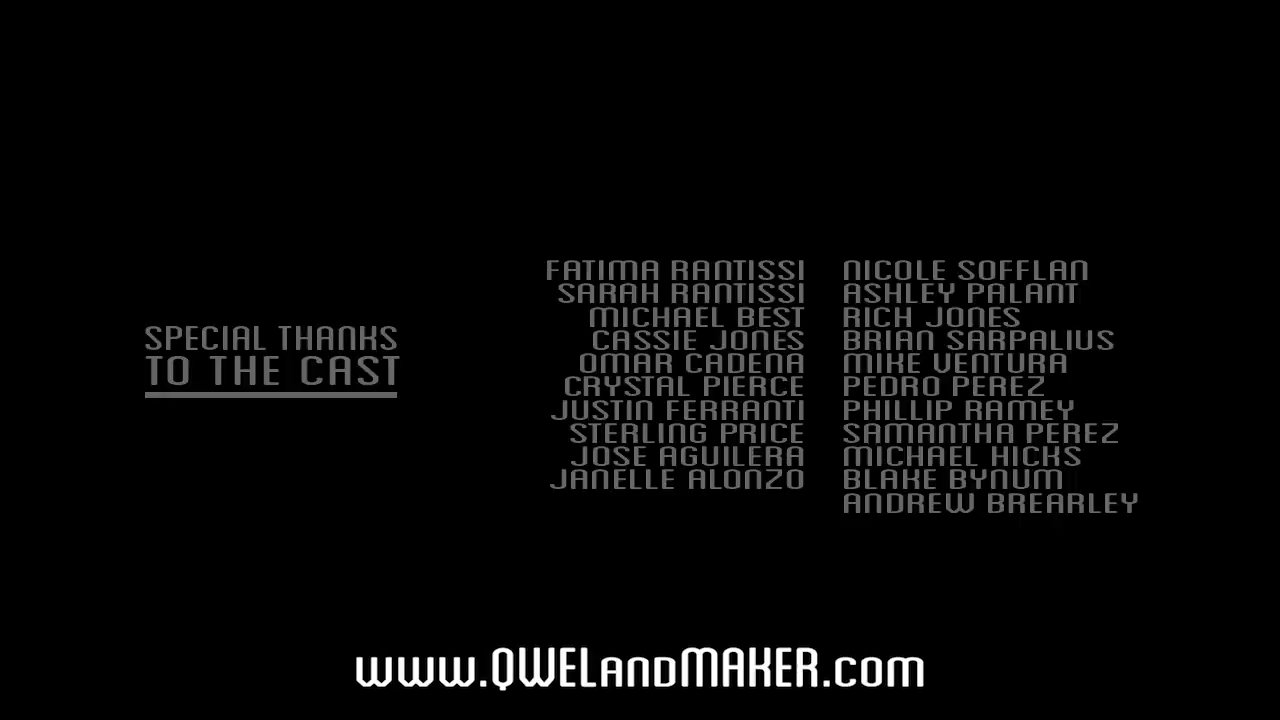 SPECIAL THANKS
TO THE CAST
FATIMA RANTISSI
SARAH RANTISSI
MICHAEL BEST
CASSIE JONES
OMAR CADENA
CRYSTAL PIERCE
JUSTIN FERRANTI
STERLING PRICE
JOSE AGUILERA
JANELLE ALONZO
NICOLE SOFFLAN
ASHLEY PALANT
RICH JONES
BRIAN SARPALIUS
MIKE VENTURA
PEDRO PEREZ
PHILLIP RAMEY
SAMANTHA PEREZ
MICHAEL HICKS
BLAKE BYNUM
ANDREW BREARLEY
www.QWELandMAKER.com